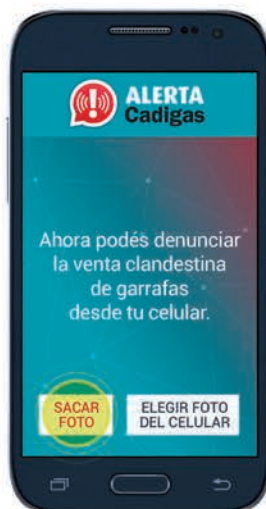 ALERTA
Cadigas
Ahora podés denunciar
la venta clandestina
de garrafas
desde tu celular.
SACAR
FOTO
ELEGIR FOTO
DEL CELULAR